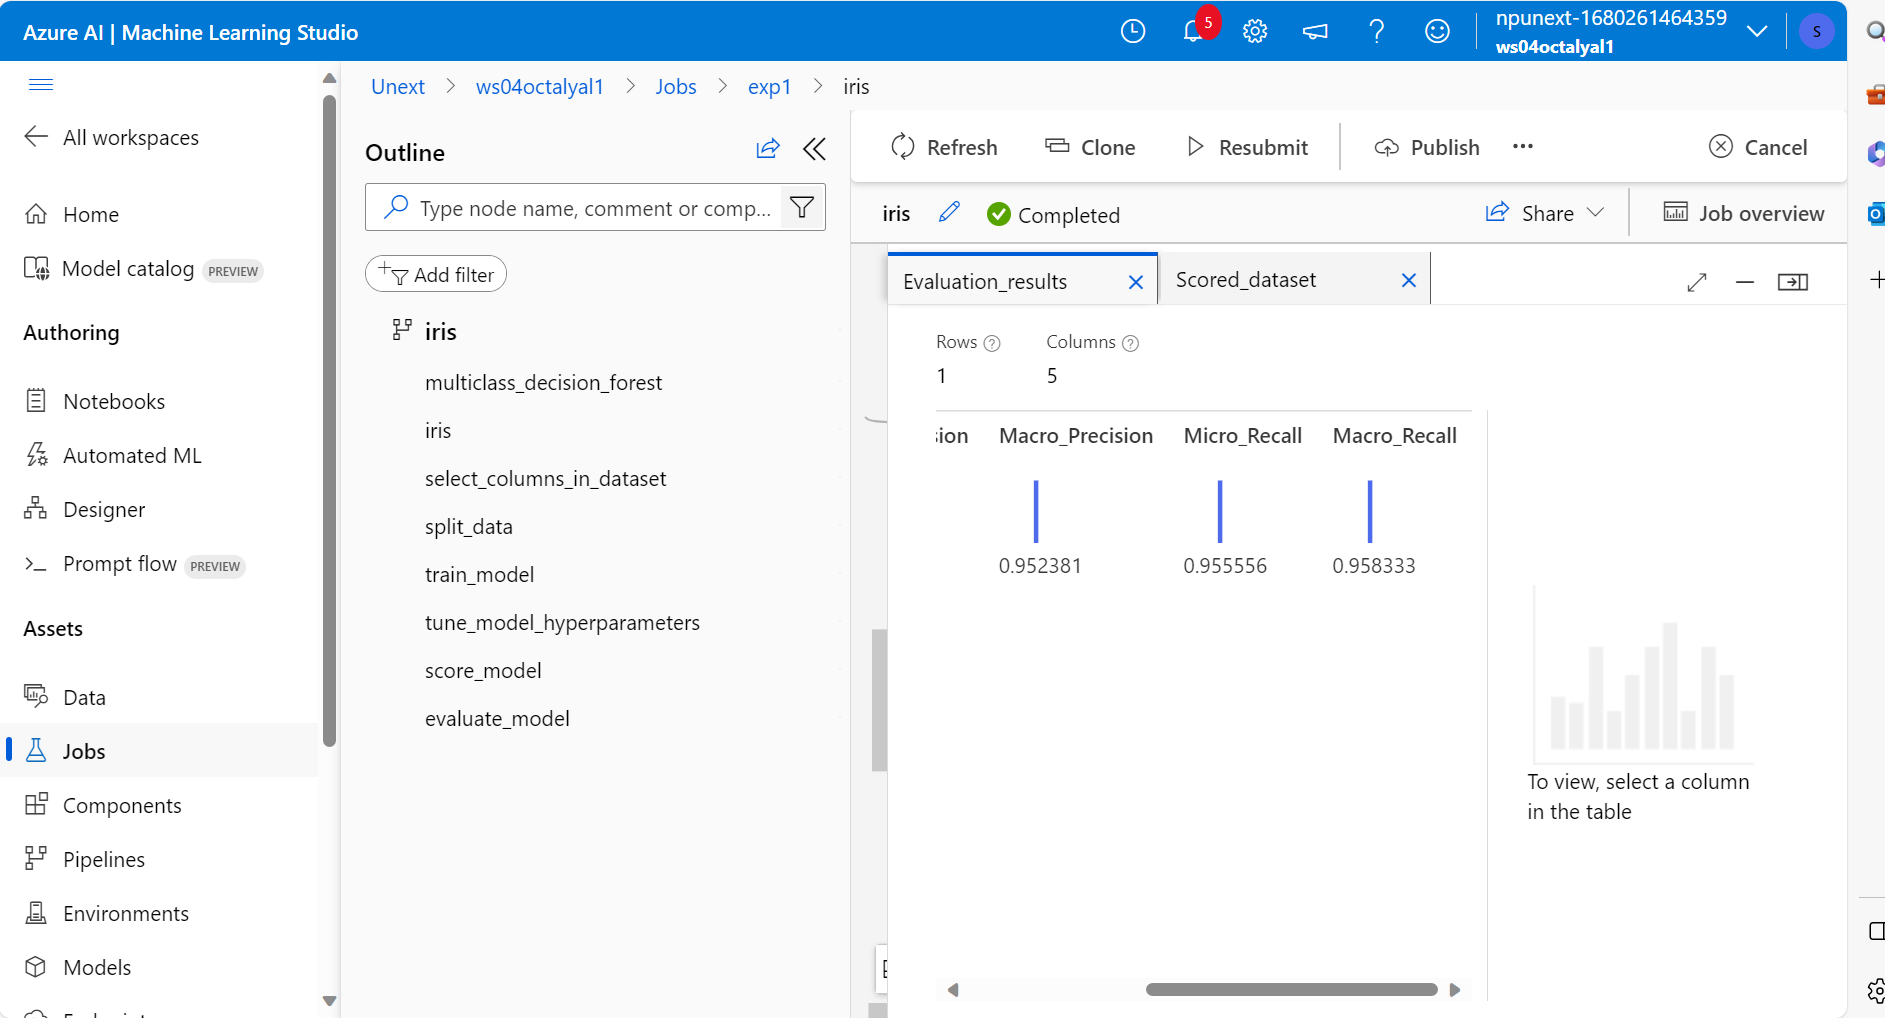 Azure AI | Machine Learning Studio
5
npunext-1680261464359
ws04octalyal1
S
All workspaces
Home
Model catalog PREVIEW
Authoring
Notebooks
Automated ML
Designer
Prompt flow PREVIEW
Assets
Data
Jobs
Components
Pipelines
Environments
Models
Unext > ws04octalyal1 > Jobs > exp1 > iris
Outline
Type node name, comment or comp...
Add filter
iris
multiclass_decision_forest
iris
select_columns_in_dataset
split_data
train_model
tune_model_hyperparameters
score_model
evaluate_model
Refresh Clone Resubmit Publish ... Cancel
iris Completed Share Job overview
Evaluation_results Scored_dataset
Rows Columns
1 5
sion Macro_Precision Micro_Recall Macro_Recall
0.952381 0.955556 0.958333
To view, select a column
in the table